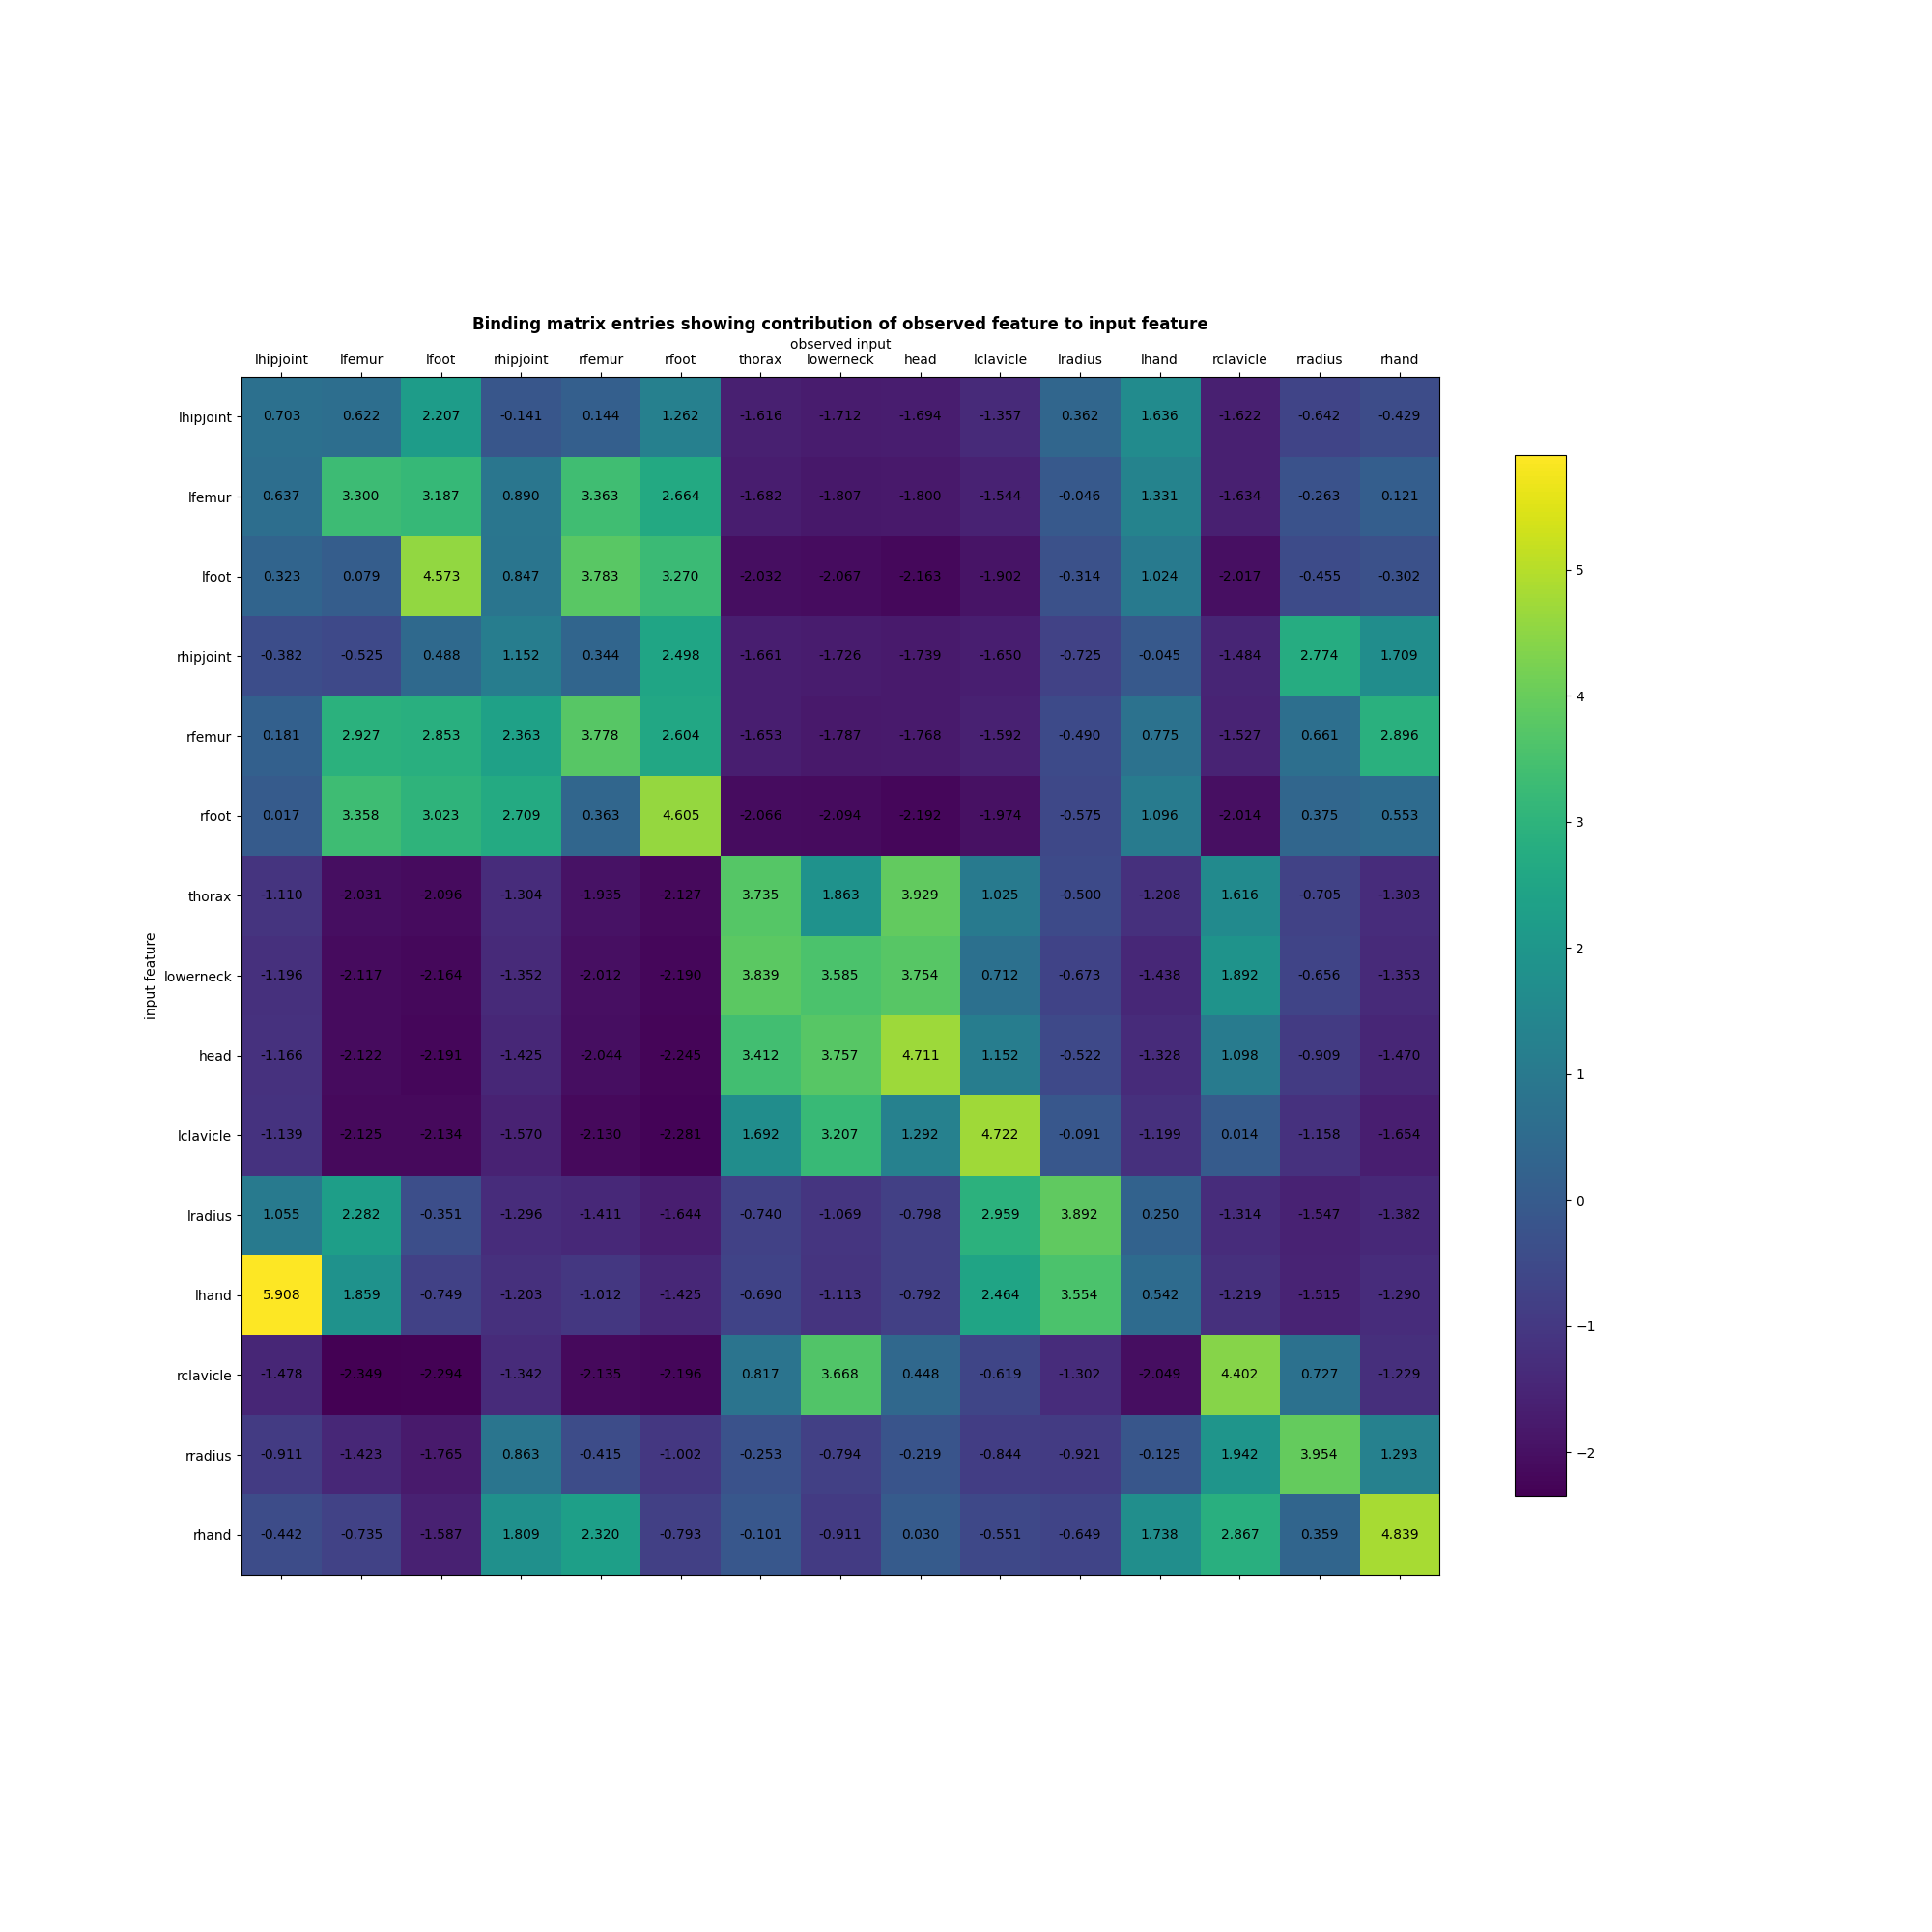 Binding matrix entries showing contribution of observed feature to input feature
observed input
lhipjoint lfemur lfoot rhipjoint rfemur rfoot thorax lowerneck head lclavicle lradius lhand rclavicle rradius rhand
lhipjoint 0.703 0.622 2.207 -0.141 0.144 1.262 -1.616 -1.712 -1.694 -1.357 0.362 1.636 -1.622 -0.642 -0.429
lfemur 0.637 3.300 3.187 0.890 3.363 2.664 -1.682 -1.807 -1.800 -1.544 -0.046 1.331 -1.634 -0.263 0.121
lfoot 0.323 0.079 4.573 0.847 3.783 3.270 -2.032 -2.067 -2.163 -1.902 -0.314 1.024 -2.017 -0.455 -0.302
rhipjoint -0.382 -0.525 0.488 1.152 0.344 2.498 -1.661 -1.726 -1.739 -1.650 -0.725 -0.045 -1.484 2.774 1.709
rfemur 0.181 2.927 2.853 2.363 3.778 2.604 -1.653 -1.787 -1.768 -1.592 -0.490 0.775 -1.527 0.661 2.896
rfoot 0.017 3.358 3.023 2.709 0.363 4.605 -2.066 -2.094 -2.192 -1.974 -0.575 1.096 -2.014 0.375 0.553
thorax -1.110 -2.031 -2.096 -1.304 -1.935 -2.127 3.735 1.863 3.929 1.025 -0.500 -1.208 1.616 -0.705 -1.303
lowerneck -1.196 -2.117 -2.164 -1.352 -2.012 -2.190 3.839 3.585 3.754 0.712 -0.673 -1.438 1.892 -0.656 -1.353
head -1.166 -2.122 -2.191 -1.425 -2.044 -2.245 3.412 3.757 4.711 1.152 -0.522 -1.328 1.098 -0.909 -1.470
lclavicle -1.139 -2.125 -2.134 -1.570 -2.130 -2.281 1.692 3.207 1.292 4.722 -0.091 -1.199 0.014 -1.158 -1.654
lradius 1.055 2.282 -0.351 -1.296 -1.411 -1.644 -0.740 -1.069 -0.798 2.959 3.892 0.250 -1.314 -1.547 -1.382
lhand 5.908 1.859 -0.749 -1.203 -1.012 -1.425 -0.690 -1.113 -0.792 2.464 3.554 0.542 -1.219 -1.515 -1.290
rclavicle -1.478 -2.349 -2.294 -1.342 -2.135 -2.196 0.817 3.668 0.448 -0.619 -1.302 -2.049 4.402 0.727 -1.229
rradius -0.911 -1.423 -1.765 0.863 -0.415 -1.002 -0.253 -0.794 -0.219 -0.844 -0.921 -0.125 1.942 3.954 1.293
rhand -0.442 -0.735 -1.587 1.809 2.320 -0.793 -0.101 -0.911 0.030 -0.551 -0.649 1.738 2.867 0.359 4.839
input feature
5
4
3
2
1
0
−1
−2